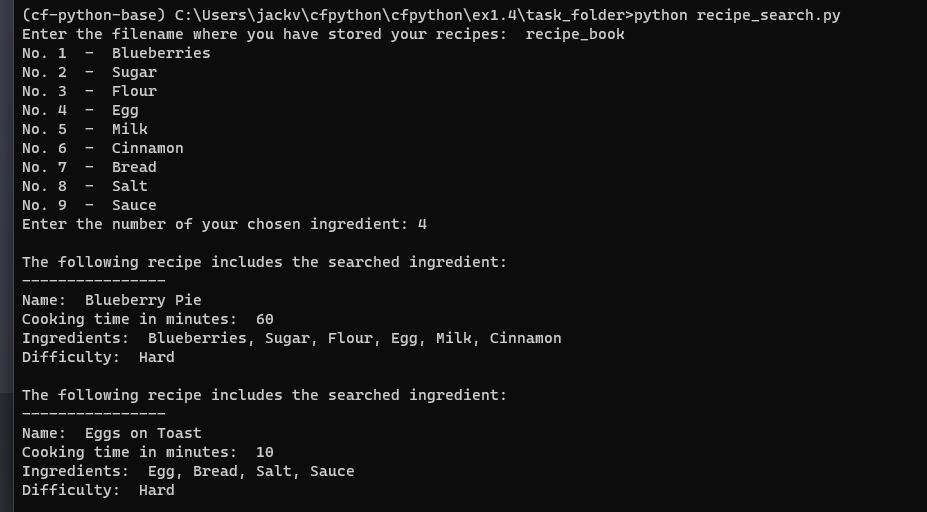 (cf-python-base) C:\Users\jackv\cfpython\cfpython\ex1.4\task_folder>python recipe_search.py
Enter the filename where you have stored your recipes:  recipe_book
No. 1  -  Blueberries
No. 2  -  Sugar
No. 3  -  Flour
No. 4  -  Egg
No. 5  -  Milk
No. 6  -  Cinnamon
No. 7  -  Bread
No. 8  -  Salt
No. 9  -  Sauce
Enter the number of your chosen ingredient: 4

The following recipe includes the searched ingredient:
----------------
Name:  Blueberry Pie
Cooking time in minutes:  60
Ingredients:  Blueberries, Sugar, Flour, Egg, Milk, Cinnamon
Difficulty:  Hard

The following recipe includes the searched ingredient:
----------------
Name:  Eggs on Toast
Cooking time in minutes:  10
Ingredients:  Egg, Bread, Salt, Sauce
Difficulty:  Hard